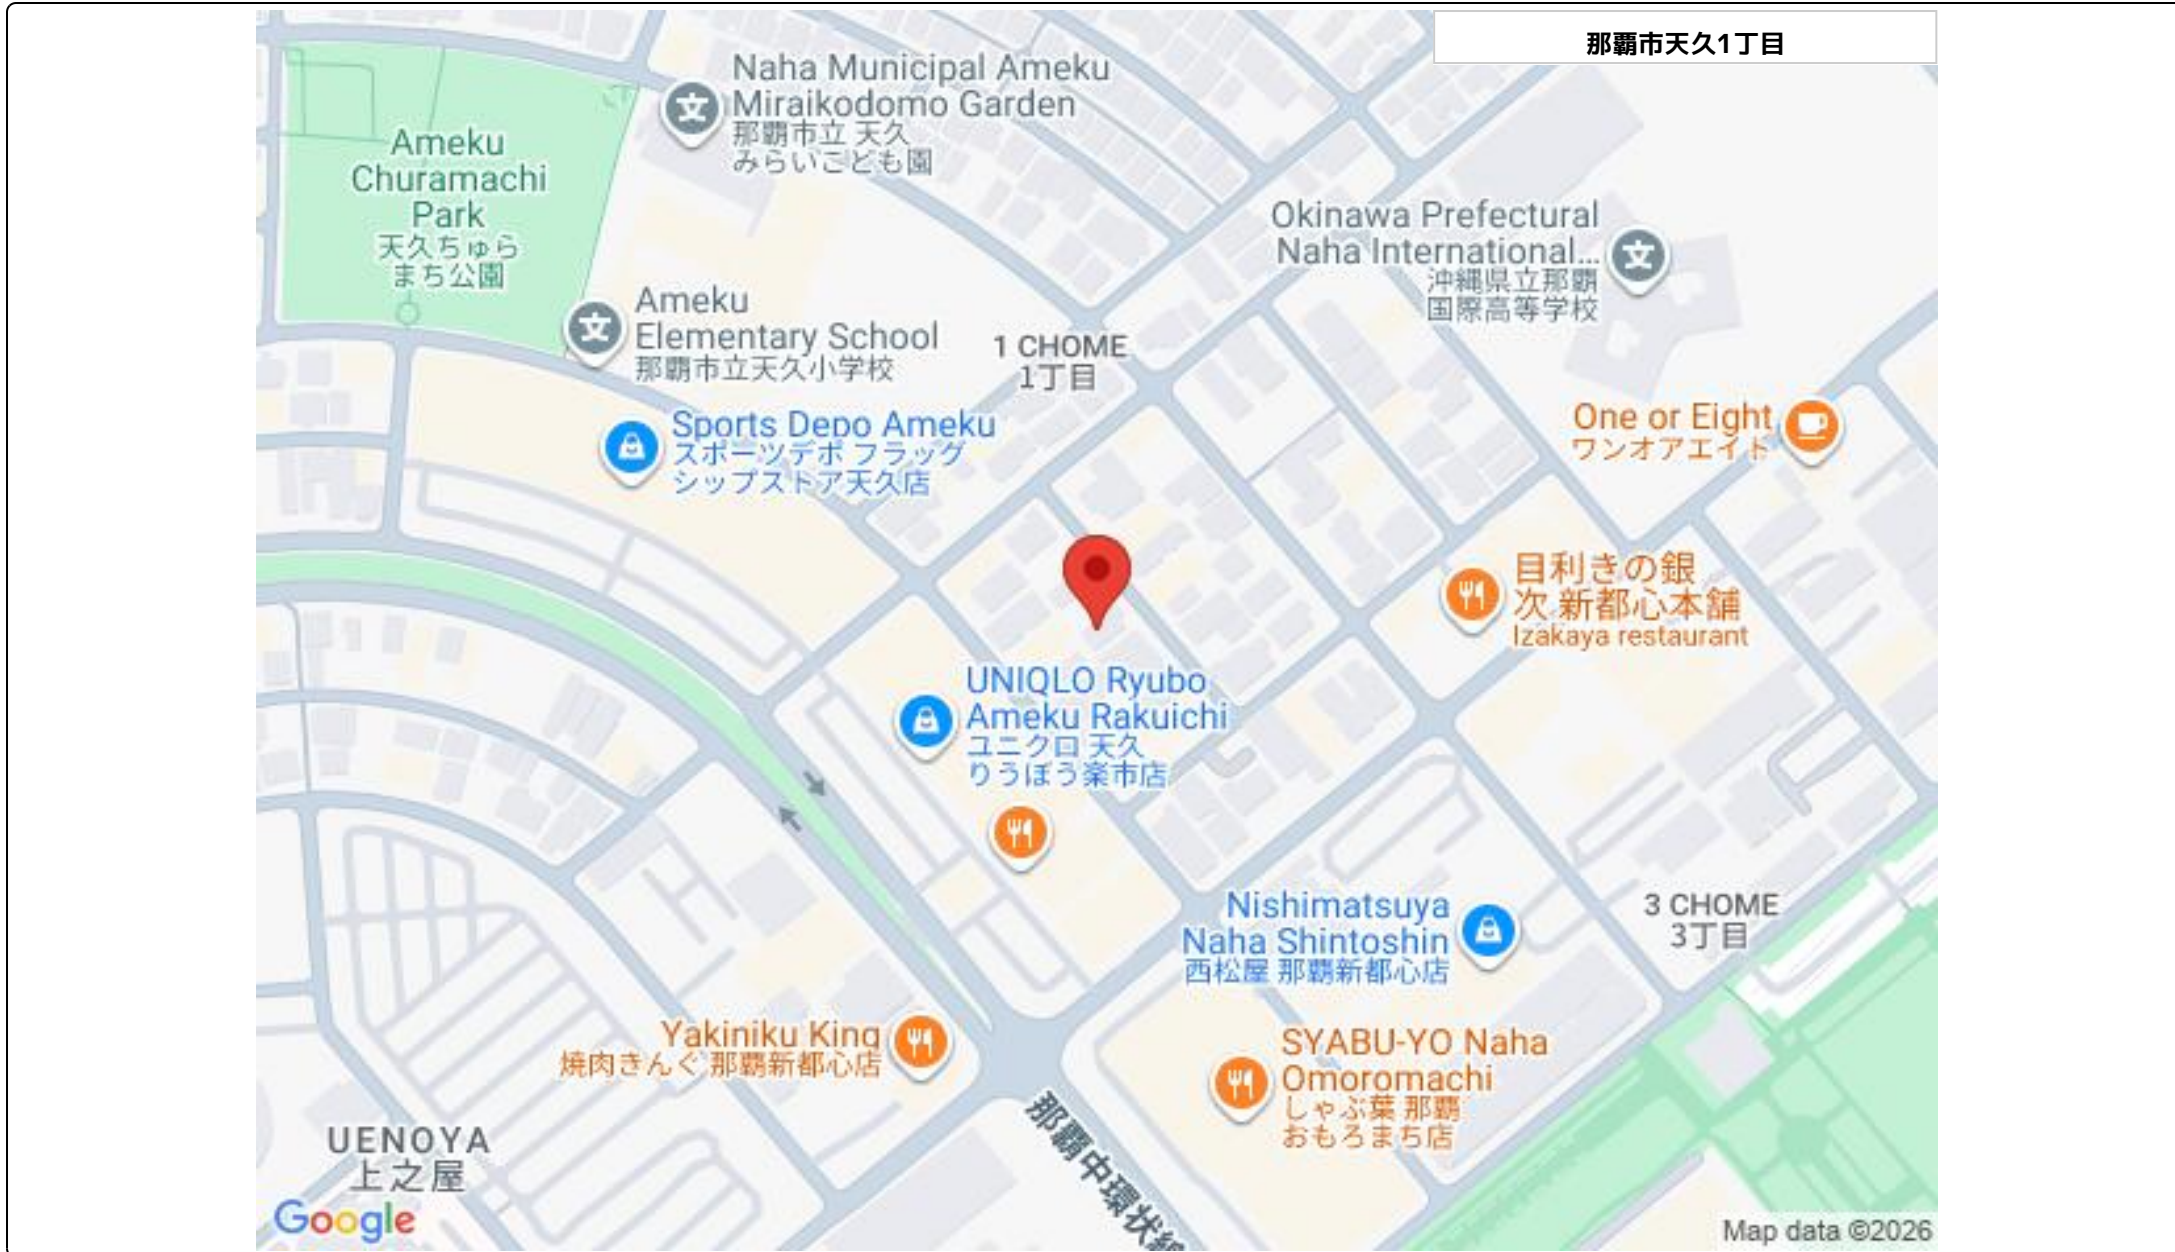 那覇市天久1丁目
Naha Municipal Ameku
Miraikodomo Garden
那覇市立 天久
みらいこども園
Ameku
Churamachi
Park
天久ちゅら
まち公園
Okinawa Prefectural
Naha International...
沖縄県立那覇
国際高等学校
Ameku
Elementary School
那覇市立天久小学校
1 CHOME
1丁目
Sports Depo Ameku
スポーツデポ フラッグ
シップストア天久店
One or Eight
ワンオアエイト
目利きの銀
次 新都心本舗
Izakaya restaurant
UNIQLO Ryubo
Ameku Rakuichi
ユニクロ 天久
りうぼう楽市店
Nishimatsuya
Naha Shintoshin
西松屋 那覇新都心店
3 CHOME
3丁目
Yakiniku King
焼肉きんぐ 那覇新都心店
SYABU-YO Naha
Omoromachi
しゃぶ葉 那覇
おもろまち店
那覇中環状線
UENOYA
上之屋
Google
Map data ©2026